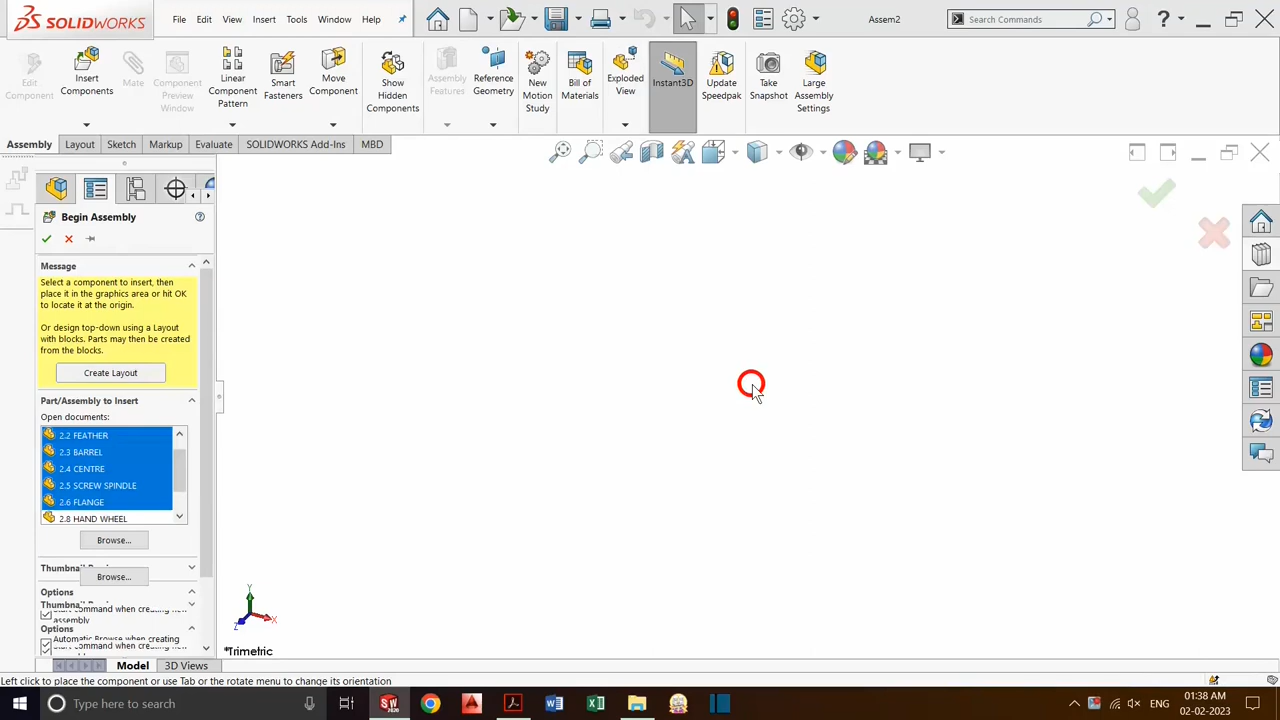 SOLIDWORKS
File Edit View Insert Tools Window Help
Assem2
Search Commands
Edit Component
Insert Components
Mate
Component Preview Window
Linear Component Pattern
Smart Fasteners
Move Component
Show Hidden Components
Assembly Features
Reference Geometry
New Motion Study
Bill of Materials
Exploded View
Instant3D
Update Speedpak
Take Snapshot
Large Assembly Settings
Assembly Layout Sketch Markup Evaluate SOLIDWORKS Add-Ins MBD
Begin Assembly
Message
Select a component to insert, then
place it in the graphics area or hit OK
to locate it at the origin.
Or design top-down using a Layout
with blocks. Parts may then be created
from the blocks.
Create Layout
Part/Assembly to Insert
Open documents:
2.2 FEATHER
2.3 BARREL
2.4 CENTRE
2.5 SCREW SPINDLE
2.6 FLANGE
2.8 HAND WHEEL
Browse...
Browse...
Options
assembly
Options
Automatic Browse when creating
Y
X
Z
*Trimetric
Model 3D Views
Left click to place the component or use Tab or the rotate menu to change its orientation
Type here to search
ENG
01:38 AM
02-02-2023